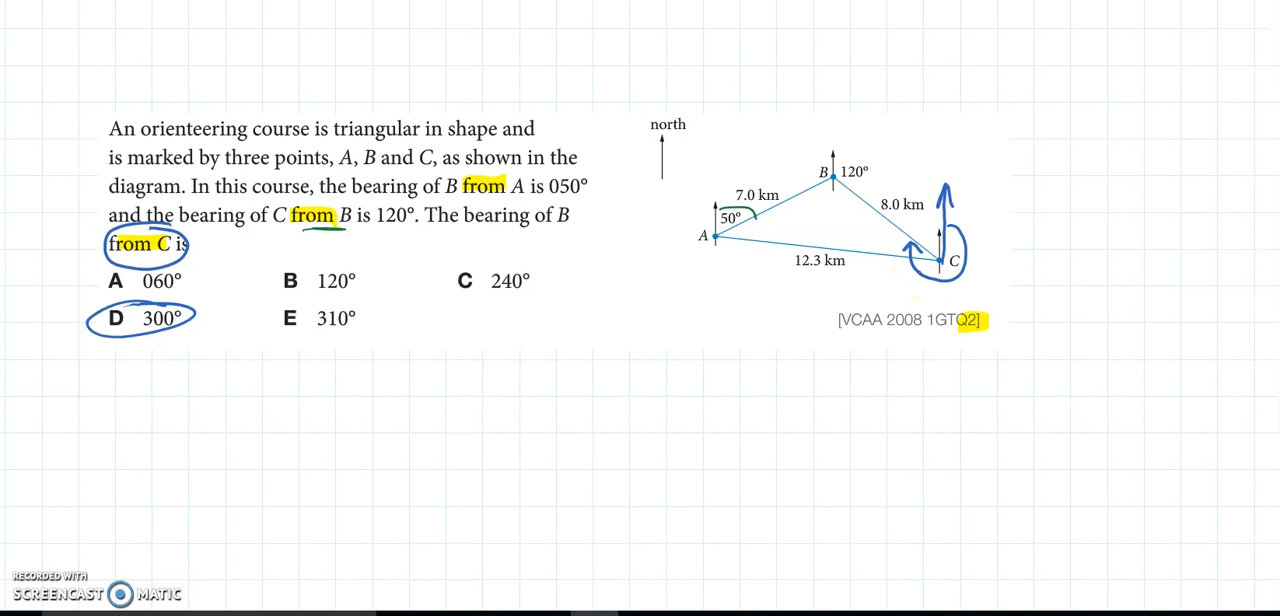 An orienteering course is triangular in shape and
is marked by three points, A, B and C, as shown in the
diagram. In this course, the bearing of B from A is 050°
and the bearing of C from B is 120°. The bearing of B
from C is
A 060° B 120° C 240°
D 300° E 310°
north
B 120°
7.0 km
8.0 km
50°
A
12.3 km
C
[VCAA 2008 1GTQ2]
RECORDED WITH
SCREENCAST MATIC